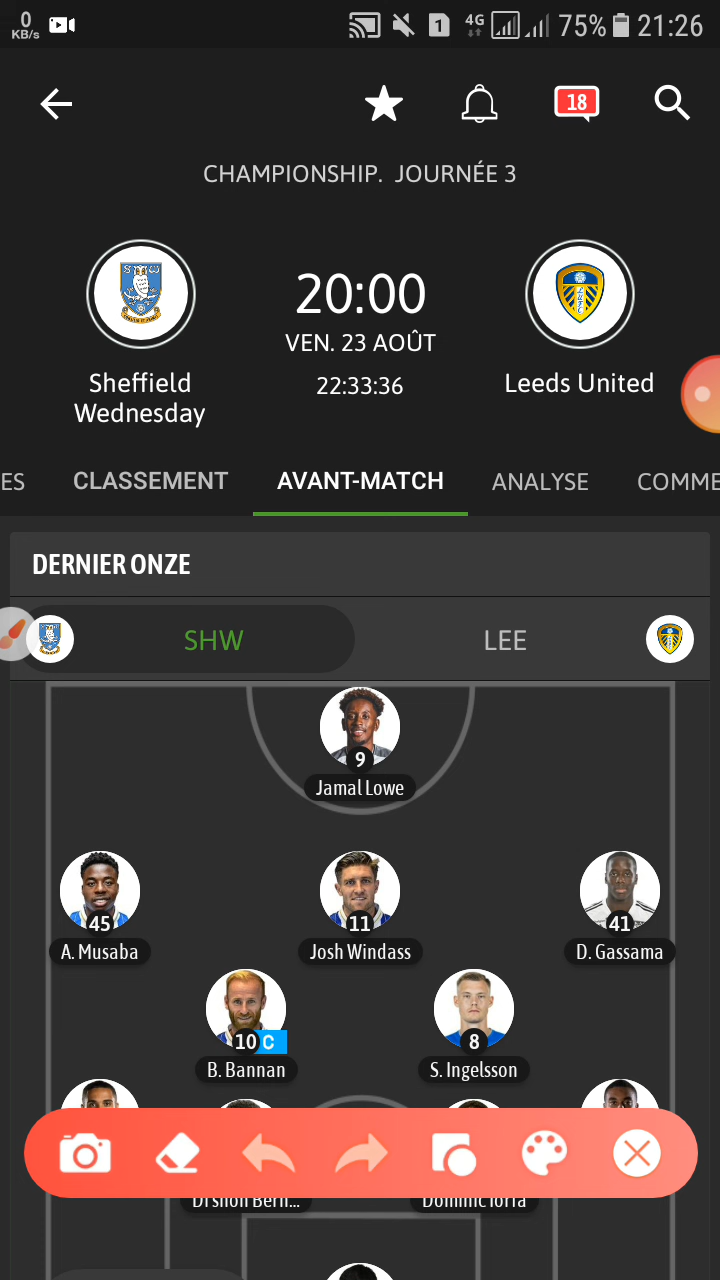 0
KB/s
1
4G
75%
21:26
18
CHAMPIONSHIP. JOURNÉE 3
20:00
VEN. 23 AOÛT
22:33:36
Sheffield
Wednesday
Leeds United
ES
CLASSEMENT
AVANT-MATCH
ANALYSE
COMME
DERNIER ONZE
SHW
LEE
9
Jamal Lowe
45
A. Musaba
11
Josh Windass
41
D. Gassama
10 C
B. Bannan
8
S. Ingelsson